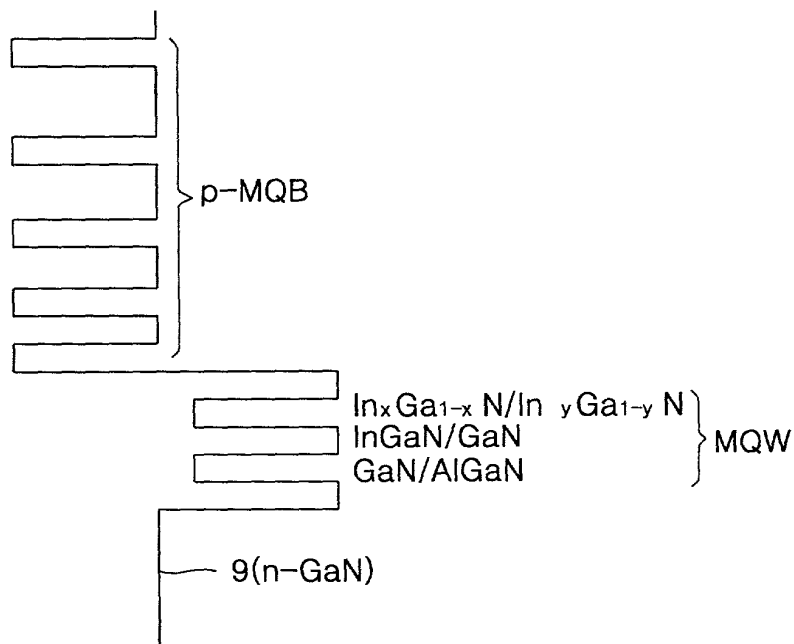 p-MQB
InxGa1-x N/In yGa1-y N
InGaN/GaN
GaN/AlGaN
MQW
9(n-GaN)